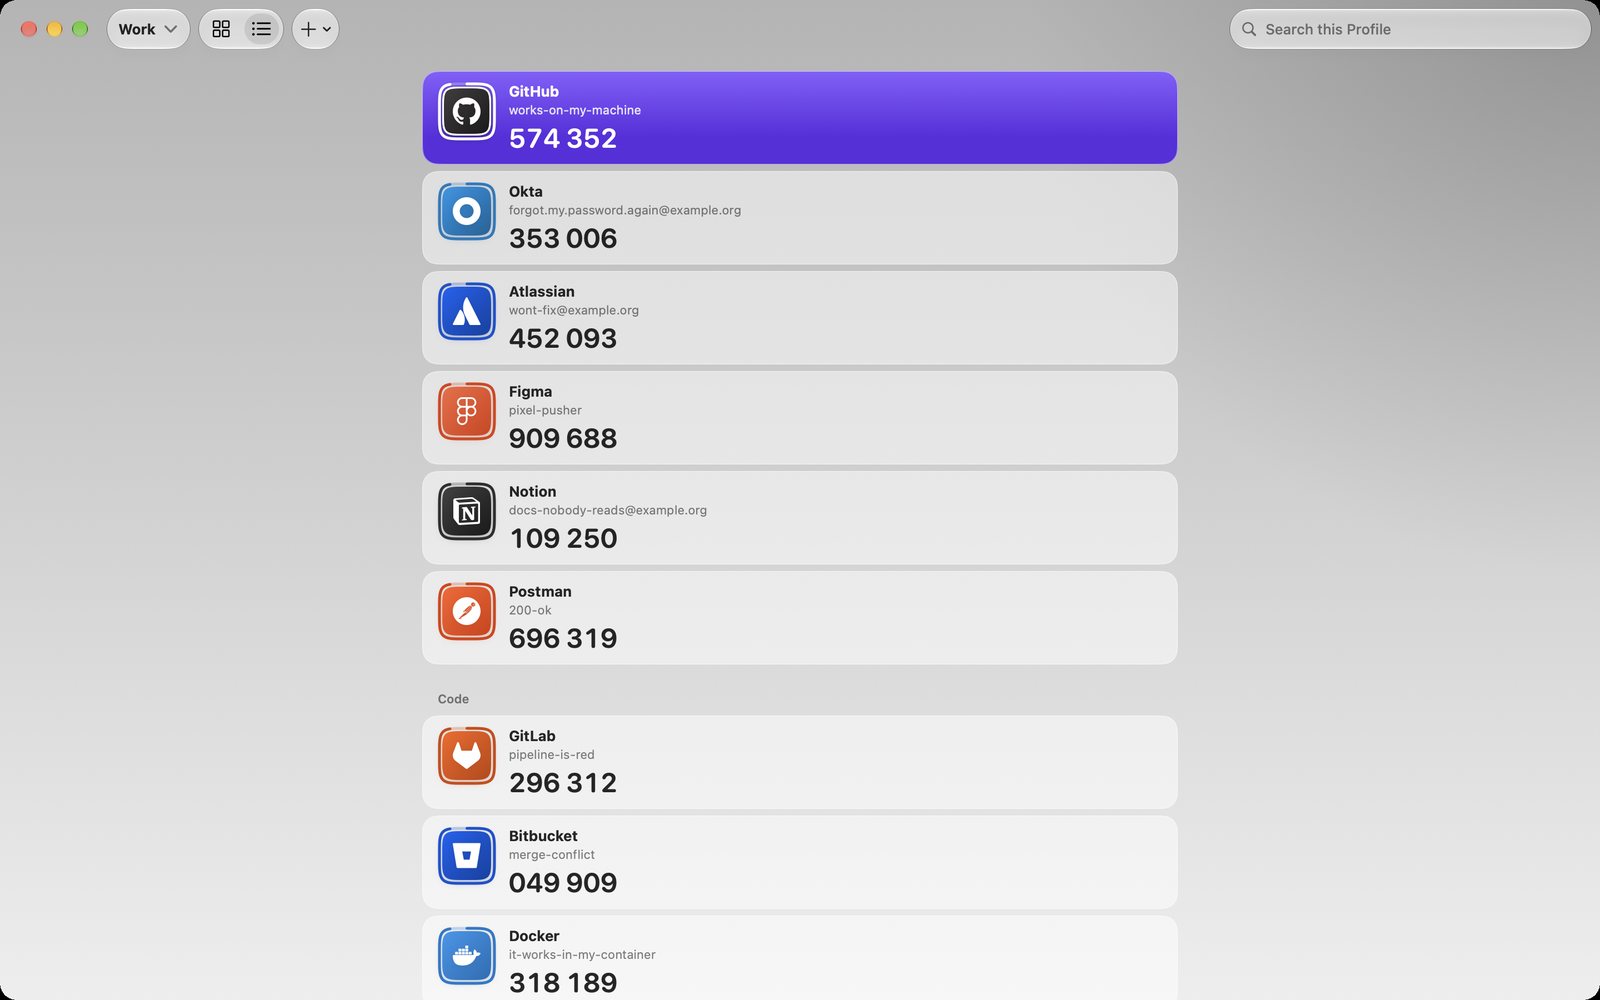 Work
Search this Profile
GitHub
works-on-my-machine
574 352
Okta
forgot.my.password.again@example.org
353 006
Atlassian
wont-fix@example.org
452 093
Figma
pixel-pusher
909 688
Notion
docs-nobody-reads@example.org
109 250
Postman
200-ok
696 319
Code
GitLab
pipeline-is-red
296 312
Bitbucket
merge-conflict
049 909
Docker
it-works-in-my-container
318 189